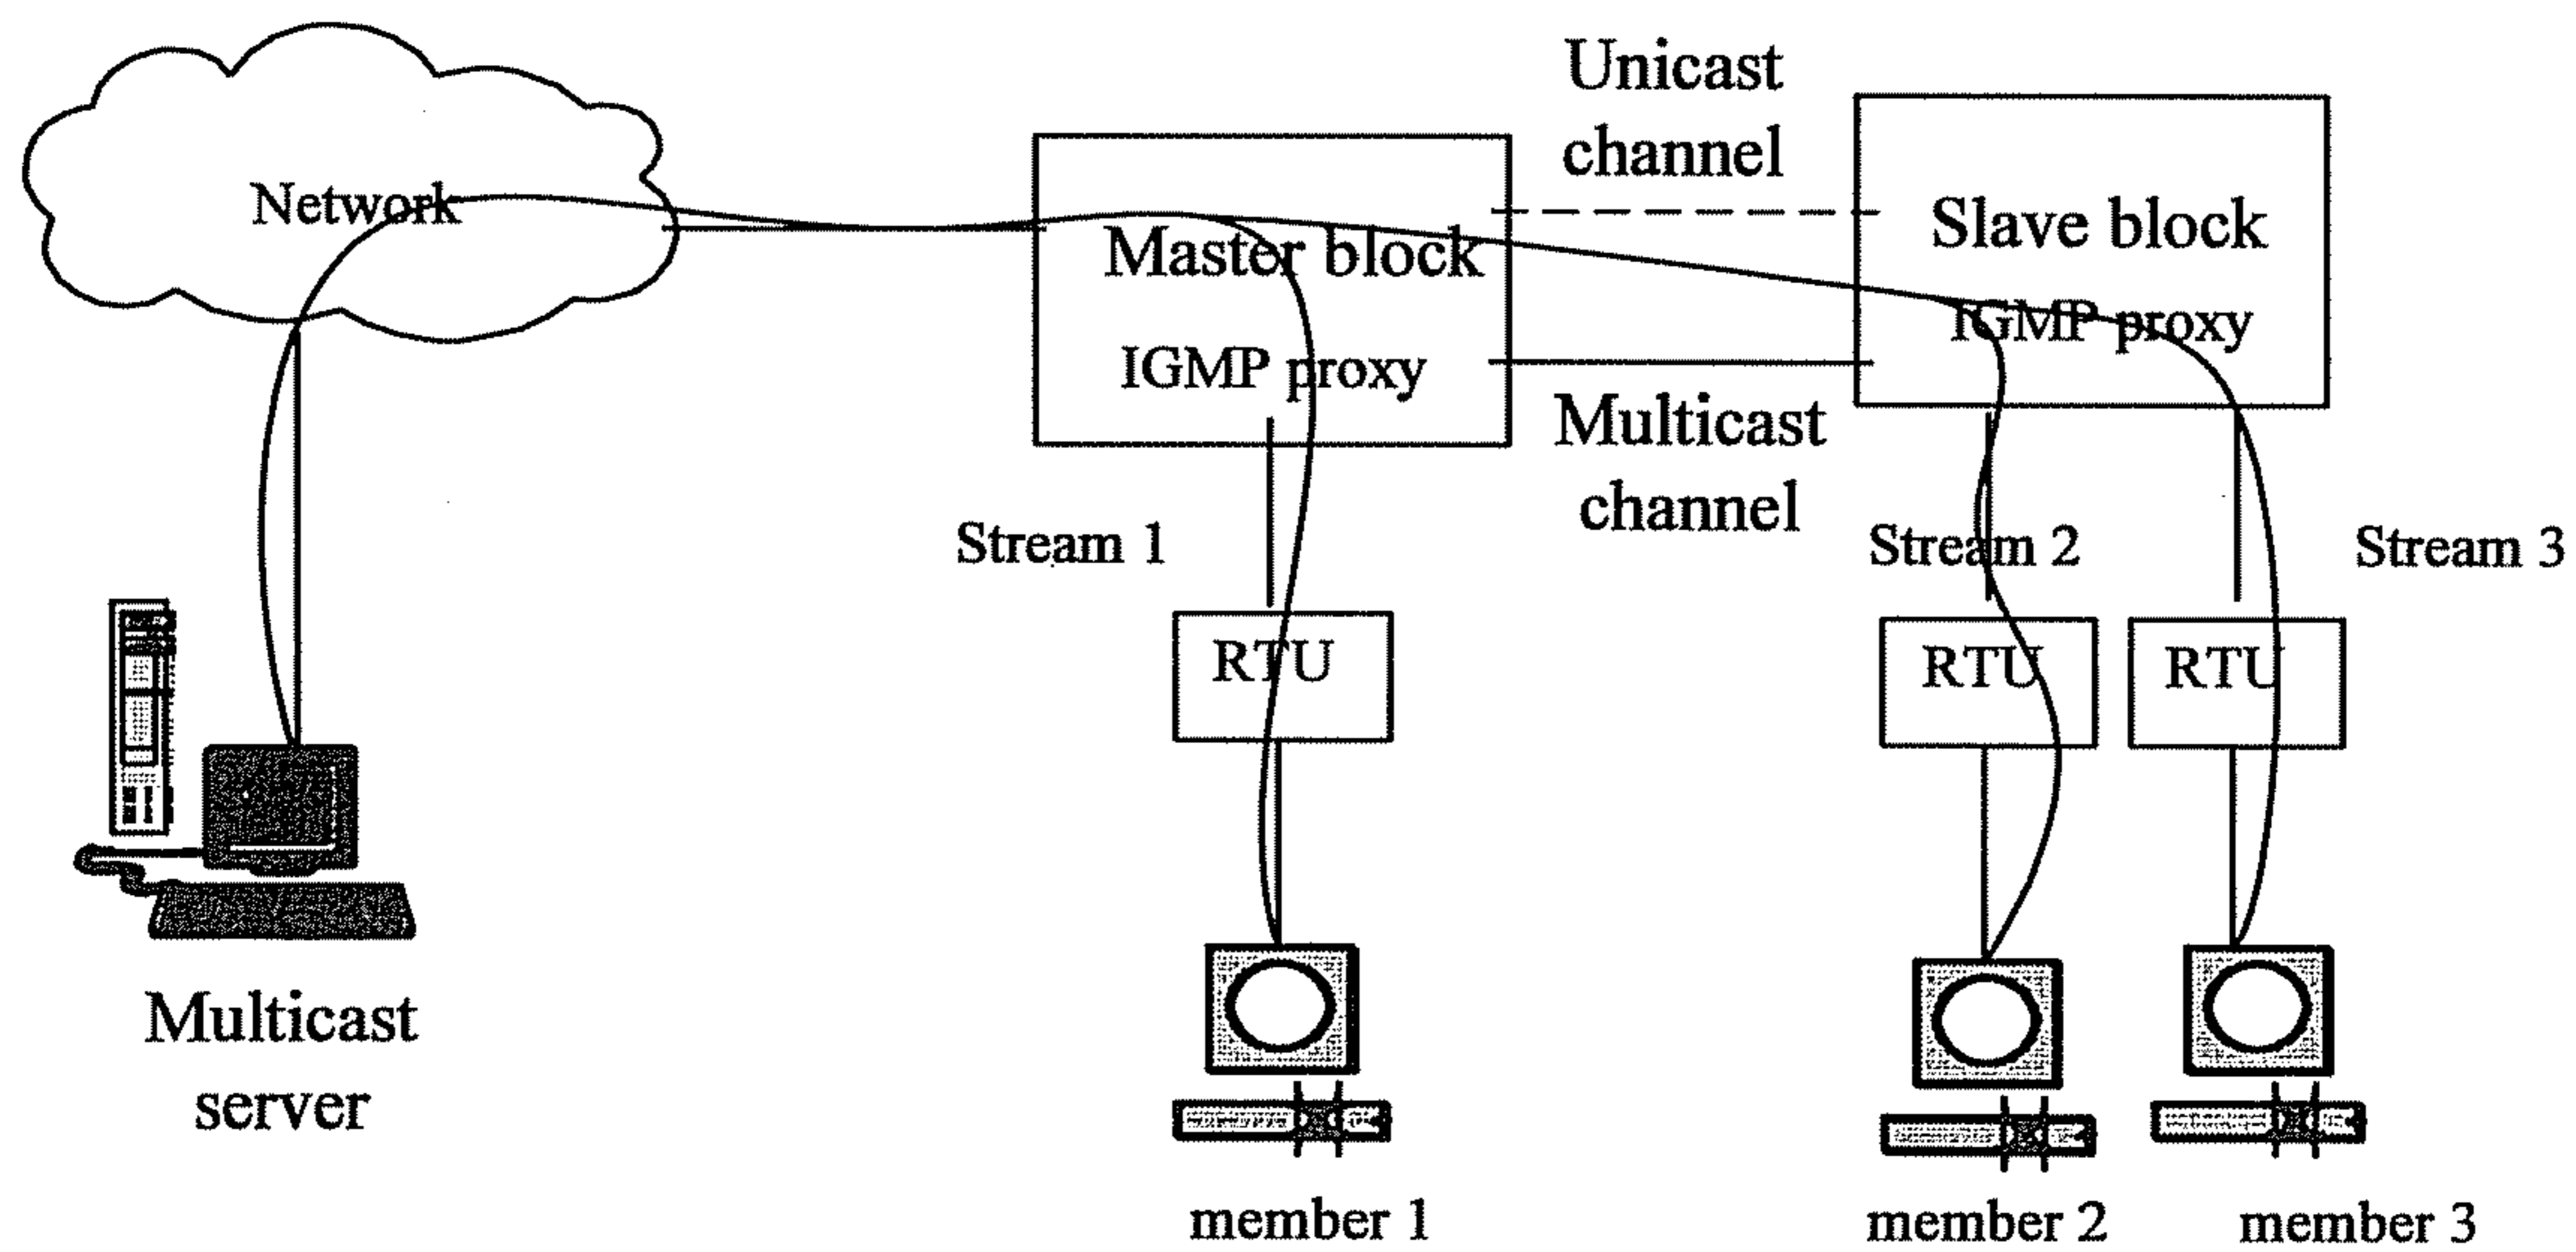 Unicast
channel
Network
Master block
IGMP proxy
Slave block
IGMP proxy
Multicast
channel
Stream 1
Stream 2
Stream 3
RTU
RTU
RTU
Multicast
server
member 1
member 2
member 3